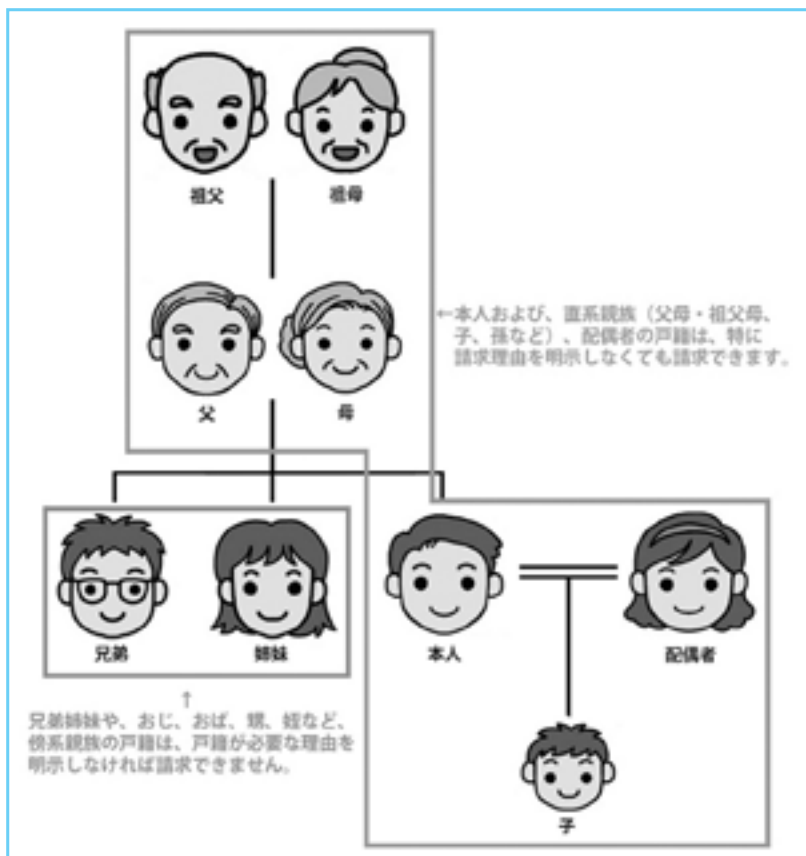 祖父
祖母
父
母
←本人および、直系親族（父母・祖父母、
子、孫など）、配偶者の戸籍は、特に
請求理由を明示しなくても請求できます。
兄弟
姉妹
本人
配偶者
↑
兄弟姉妹や、おじ、おば、甥、姪など、
傍系親族の戸籍は、戸籍が必要な理由を
明示しなければ請求できません。
子